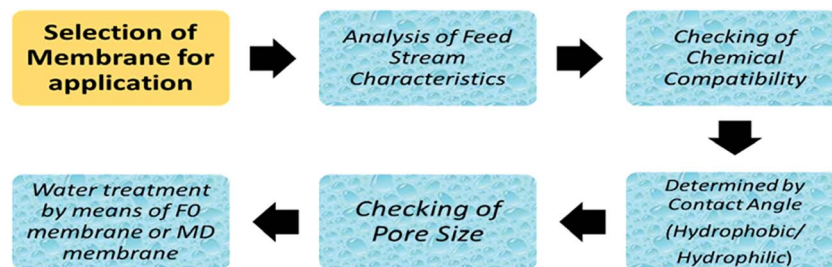 Selection of
Membrane for
application
Analysis of Feed
Stream
Characteristics
Checking of
Chemical
Compatibility
Determined by
Contact Angle
(Hydrophobic/
Hydrophilic)
Checking of
Pore Size
Water treatment
by means of F0
membrane or MD
membrane